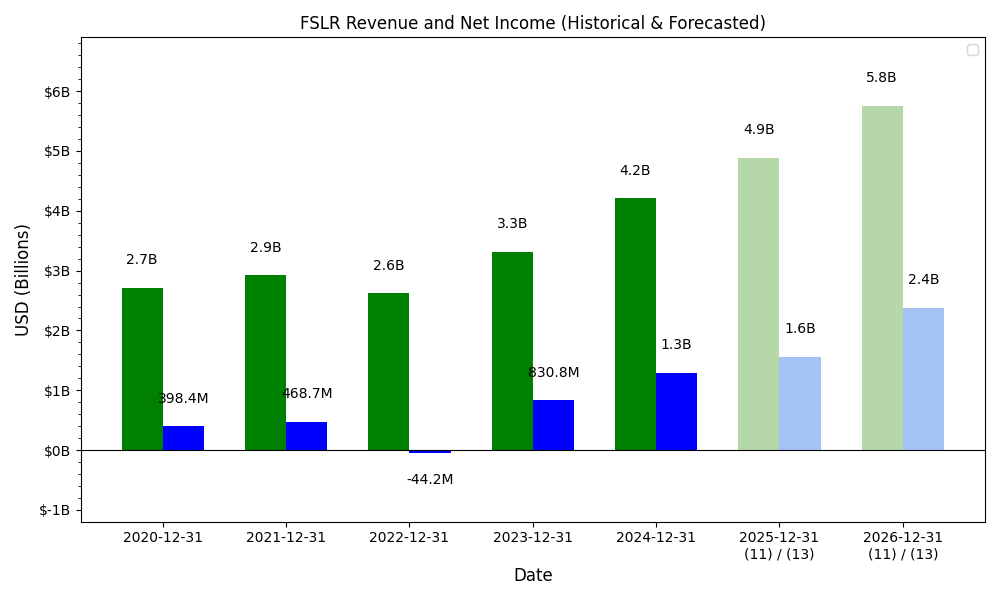 FSLR Revenue and Net Income (Historical & Forecasted)
USD (Billions)
$6B
$5B
$4B
$3B
$2B
$1B
$0B
$-1B
2.7B
398.4M
2.9B
468.7M
2.6B
-44.2M
3.3B
830.8M
4.2B
1.3B
4.9B
1.6B
5.8B
2.4B
2020-12-31
2021-12-31
2022-12-31
2023-12-31
2024-12-31
2025-12-31
(11) / (13)
2026-12-31
(11) / (13)
Date